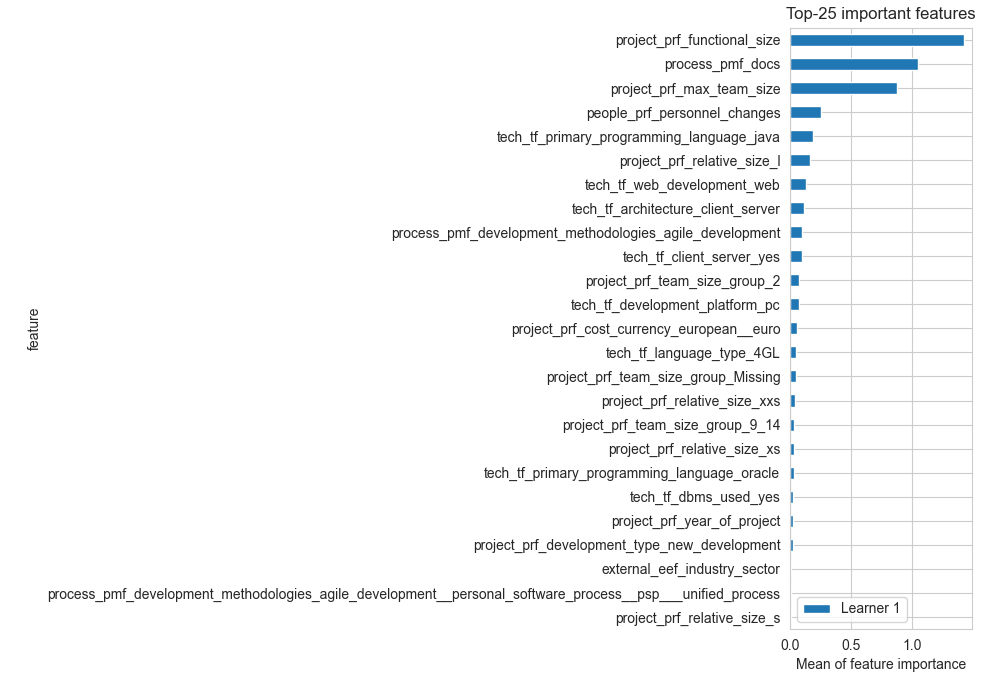 Top-25 important features
project_prf_functional_size
process_pmf_docs
project_prf_max_team_size
people_prf_personnel_changes
tech_tf_primary_programming_language_java
project_prf_relative_size_l
tech_tf_web_development_web
tech_tf_architecture_client_server
process_pmf_development_methodologies_agile_development
tech_tf_client_server_yes
project_prf_team_size_group_2
tech_tf_development_platform_pc
project_prf_cost_currency_european__euro
tech_tf_language_type_4GL
project_prf_team_size_group_Missing
project_prf_relative_size_xxs
project_prf_team_size_group_9_14
project_prf_relative_size_xs
tech_tf_primary_programming_language_oracle
tech_tf_dbms_used_yes
project_prf_year_of_project
project_prf_development_type_new_development
external_eef_industry_sector
process_pmf_development_methodologies_agile_development__personal_software_process__psp___unified_process
project_prf_relative_size_s
feature
Learner 1
0.0 0.5 1.0
Mean of feature importance